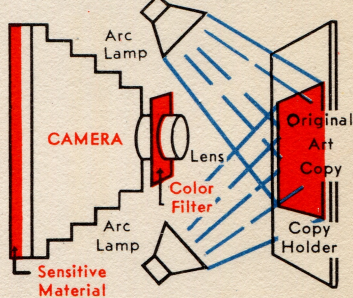 Arc
Lamp
CAMERA
Lens
Color
Filter
Arc
Lamp
Sensitive
Material
Original
Art
Copy
Copy
Holder